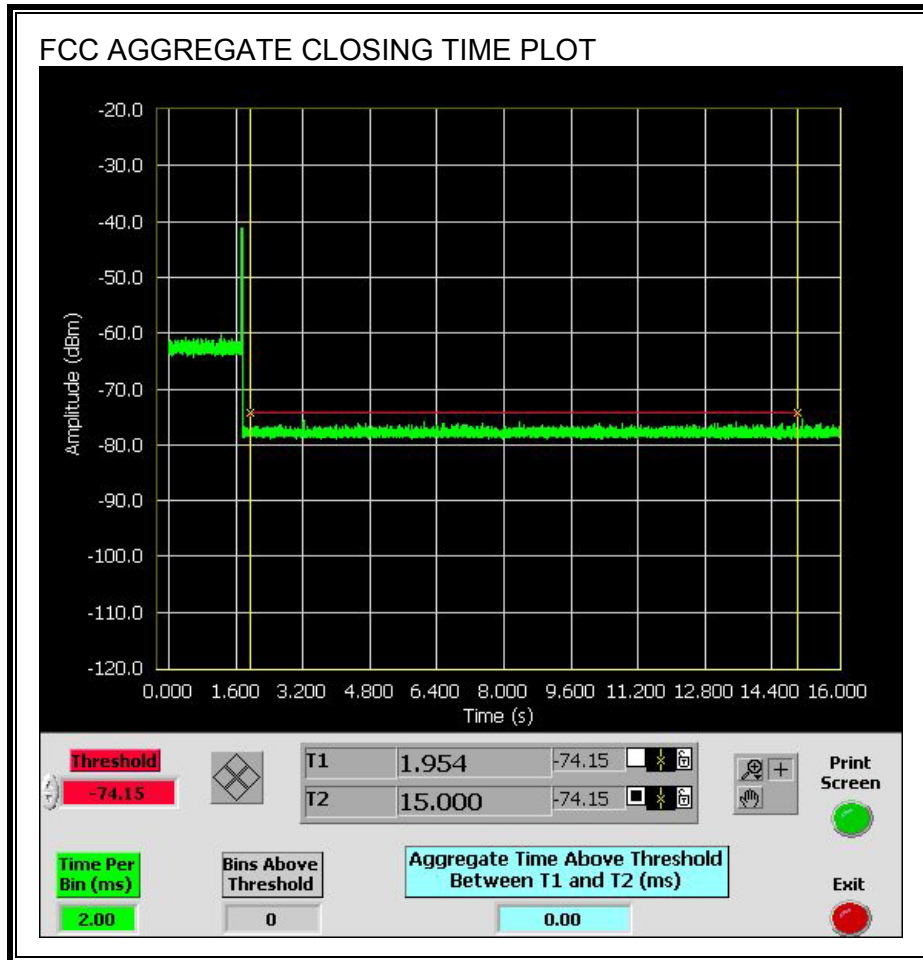 FCC AGGREGATE CLOSING TIME PLOT
-20.0
-30.0
-40.0
-50.0
-60.0
-70.0
-80.0
-90.0
-100.0
-110.0
-120.0
Amplitude (dBm)
0.000 1.600 3.200 4.800 6.400 8.000 9.600 11.200 12.800 14.400 16.000
Time (s)
Threshold
-74.15
T1 1.954 -74.15
T2 15.000 -74.15
Print
Screen
Time Per
Bin (ms)
2.00
Bins Above
Threshold
0
Aggregate Time Above Threshold
Between T1 and T2 (ms)
0.00
Exit